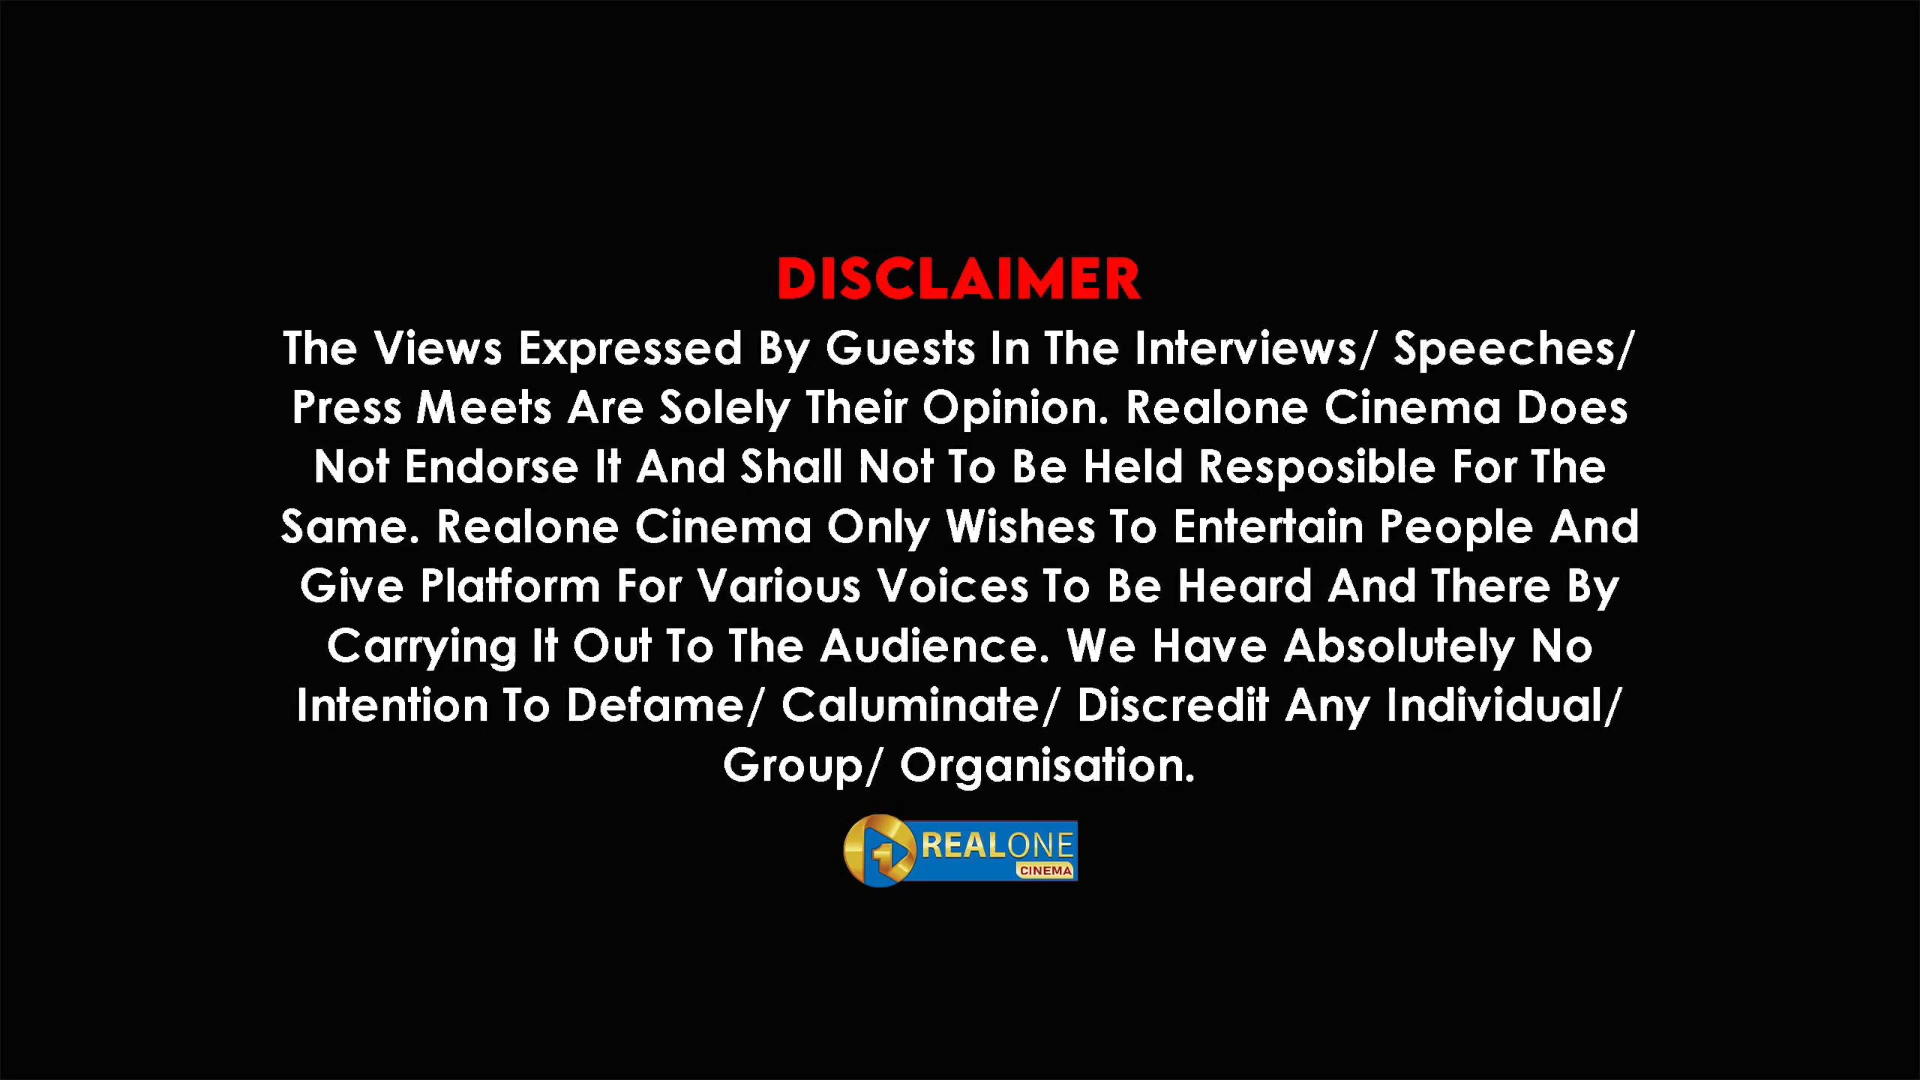 DISCLAIMER
The Views Expressed By Guests In The Interviews/ Speeches/
Press Meets Are Solely Their Opinion. Realone Cinema Does
Not Endorse It And Shall Not To Be Held Resposible For The
Same. Realone Cinema Only Wishes To Entertain People And
Give Platform For Various Voices To Be Heard And There By
Carrying It Out To The Audience. We Have Absolutely No
Intention To Defame/ Caluminate/ Discredit Any Individual/
Group/ Organisation.
1 REALONE
CINEMA